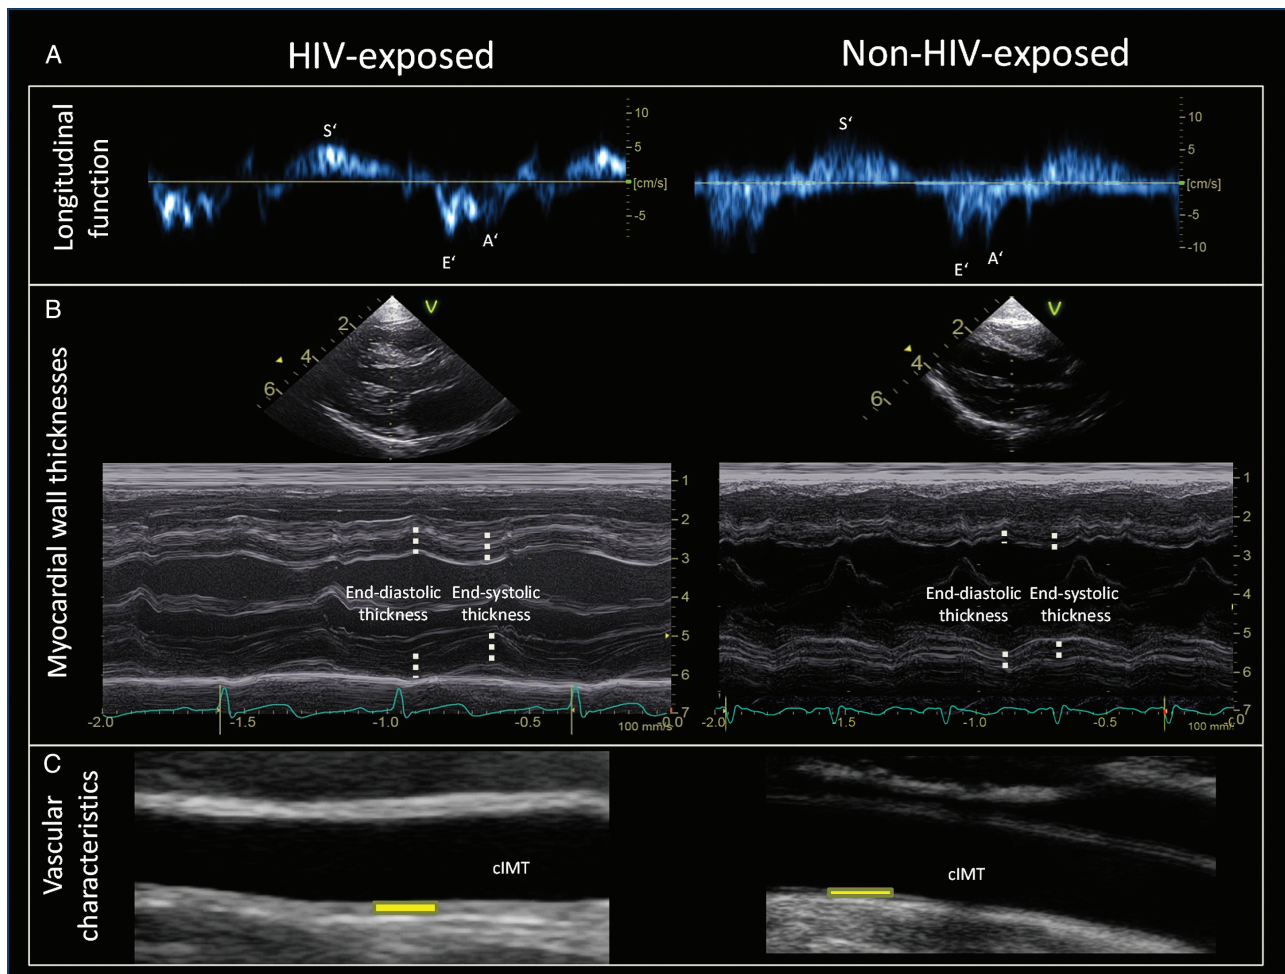 A
HIV-exposed
Non-HIV-exposed
Longitudinal
function
S‘
E‘
A‘
10
5
[cm/s]
-5
S‘
E‘
A‘
10
5
[cm/s]
-5
-10
B
Myocardial wall thicknesses
V
2
4
6
V
2
4
6
End-diastolic
thickness
End-systolic
thickness
1
2
3
4
5
6
7
-2.0
-1.5
-1.0
-0.5
100 mm/s
0.0
End-diastolic
thickness
End-systolic
thickness
1
2
3
4
5
6
7
-2.0
-1.5
-1.0
-0.5
100 mm/s
C
Vascular
characteristics
cIMT
cIMT